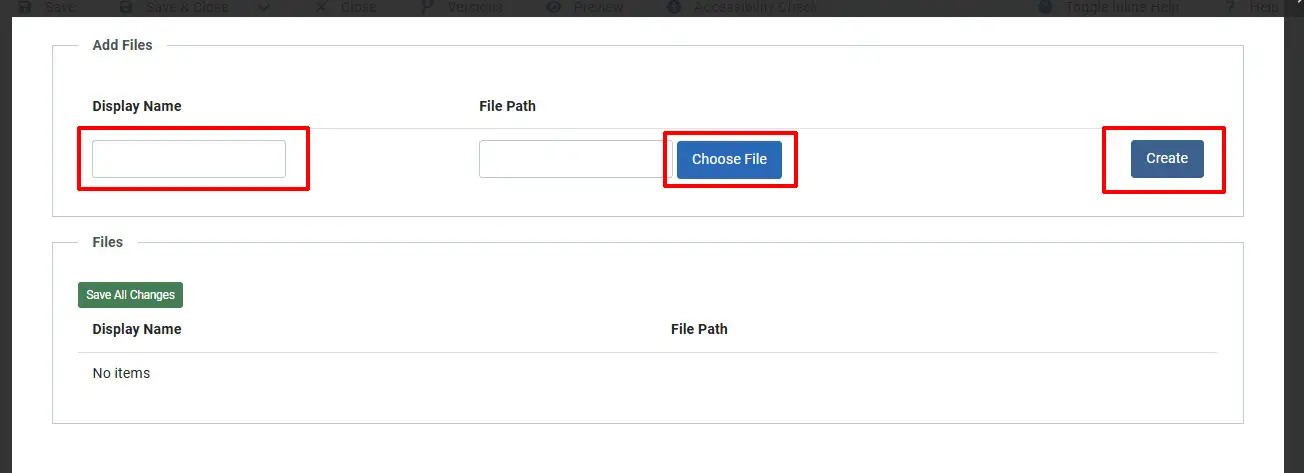 Save Save & Close Close Versions Preview Accessibility Check Toggle Inline Help Help
Add Files
Display Name File Path
Choose File Create
Files
Save All Changes
Display Name File Path
No items